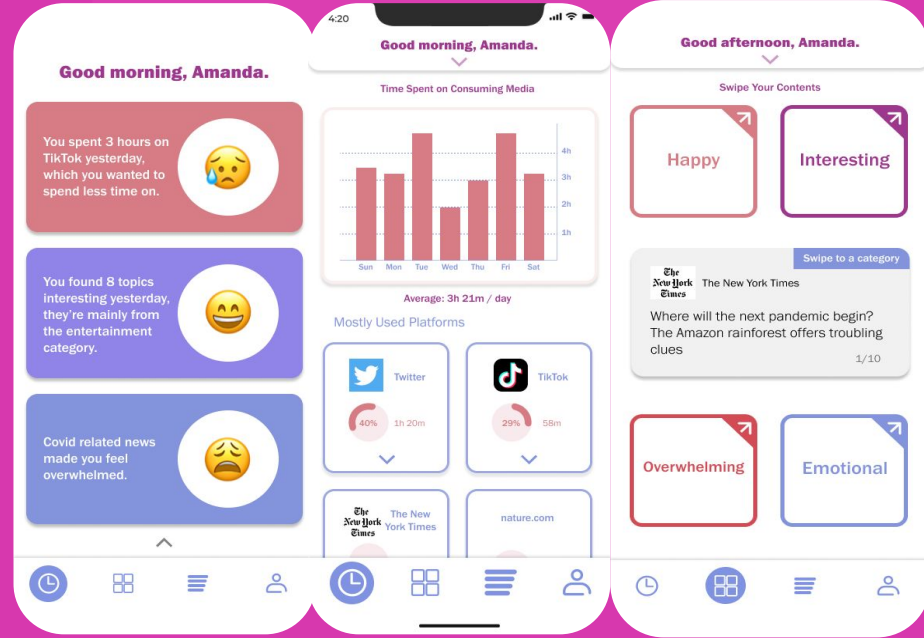 Good morning, Amanda.
You spent 3 hours on
TikTok yesterday,
which you wanted to
spend less time on.
You found 8 topics
interesting yesterday,
they're mainly from
the entertainment
category.
Covid related news
made you feel
overwhelmed.
4:20
Good morning, Amanda.
Time Spent on Consuming Media
4h
3h
2h
1h
Sun Mon Tue Wed Thu Fri Sat
Average: 3h 21m / day
Mostly Used Platforms
Twitter
40% 1h 20m
TikTok
29% 58m
The
New York
Times
The New
York Times
nature.com
Good afternoon, Amanda.
Swipe Your Contents
Happy
Interesting
Swipe to a category
The
New York
Times
The New York Times
Where will the next pandemic begin?
The Amazon rainforest offers troubling
clues
1/10
Overwhelming
Emotional